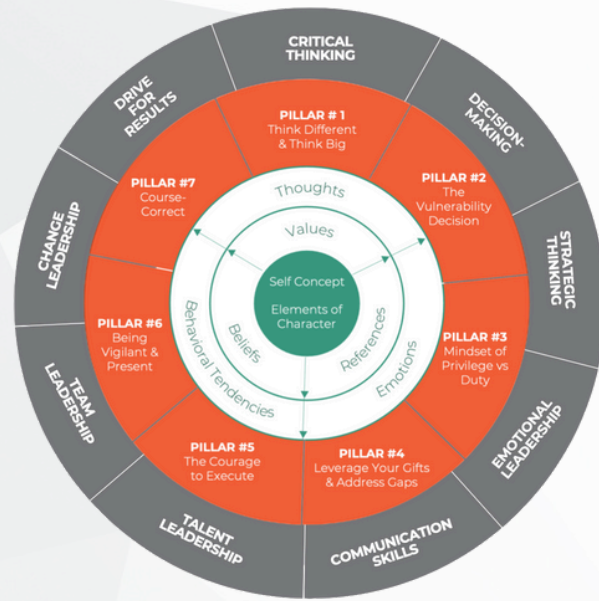 CRITICAL
THINKING
DECISION-
MAKING
STRATEGIC
THINKING
EMOTIONAL
LEADERSHIP
COMMUNICATION
SKILLS
TALENT
LEADERSHIP
TEAM
LEADERSHIP
CHANGE
LEADERSHIP
DRIVE
FOR
RESULTS
PILLAR # 1
Think Different
& Think Big
PILLAR #2
The
Vulnerability
Decision
PILLAR #3
Mindset of
Privilege vs
Duty
PILLAR #4
Leverage Your Gifts
& Address Gaps
PILLAR #5
The Courage
to Execute
PILLAR #6
Being
Vigilant &
Present
PILLAR #7
Course-
Correct
Thoughts
Emotions
Behavioral Tendencies
Values
References
Beliefs
Self Concept
Elements of
Character